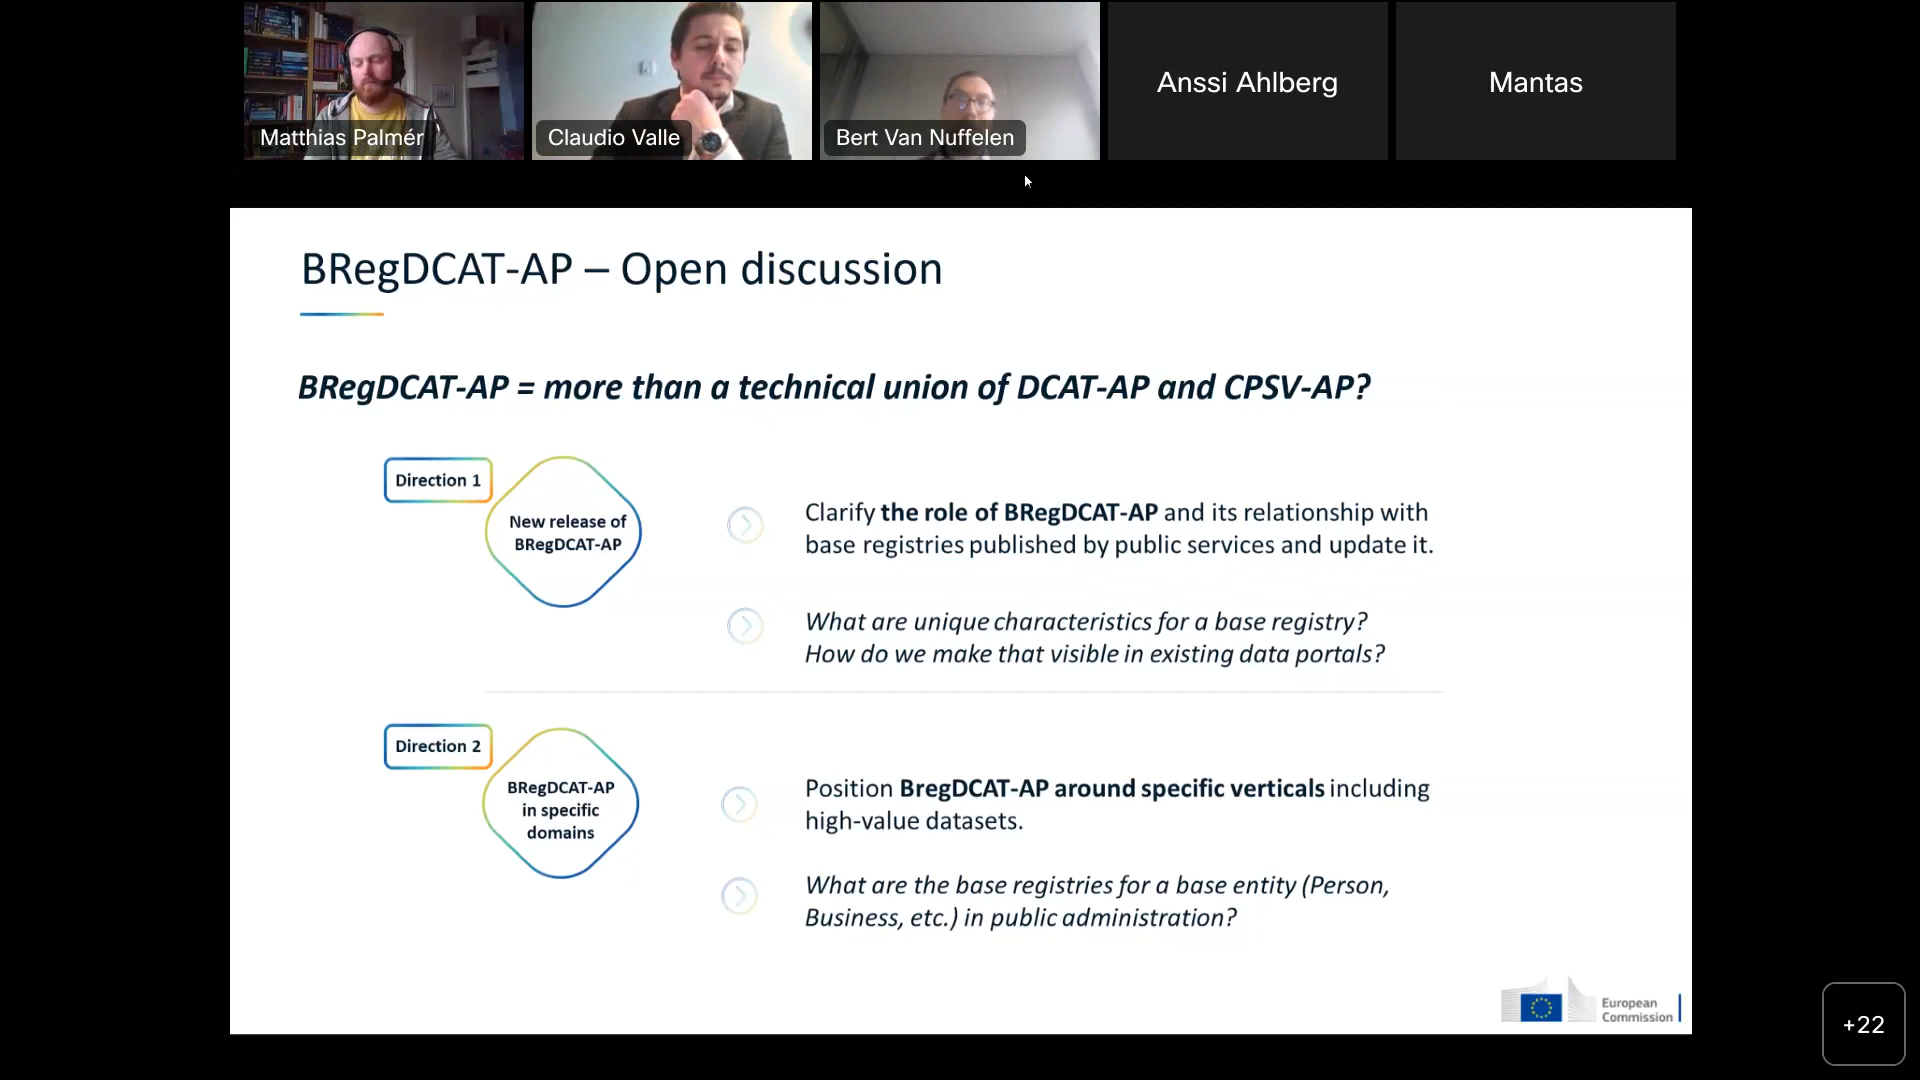 Matthias Palmér
Claudio Valle
Bert Van Nuffelen
Anssi Ahlberg
Mantas
BRegDCAT-AP – Open discussion
BRegDCAT-AP = more than a technical union of DCAT-AP and CPSV-AP?
Direction 1
New release of
BRegDCAT-AP
Clarify the role of BRegDCAT-AP and its relationship with
base registries published by public services and update it.
What are unique characteristics for a base registry?
How do we make that visible in existing data portals?
Direction 2
BRegDCAT-AP
in specific
domains
Position BregDCAT-AP around specific verticals including
high-value datasets.
What are the base registries for a base entity (Person,
Business, etc.) in public administration?
European
Commission
+22